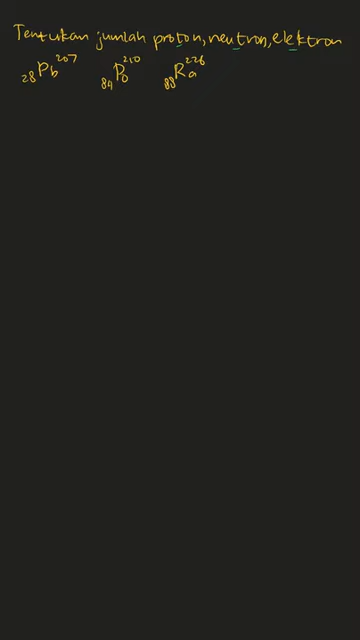 Tentukan jumlah proton, neutron, elektron
₂₈Pb²⁰⁷ ₈₄Po²¹⁰ ₈₈Ra²²⁶